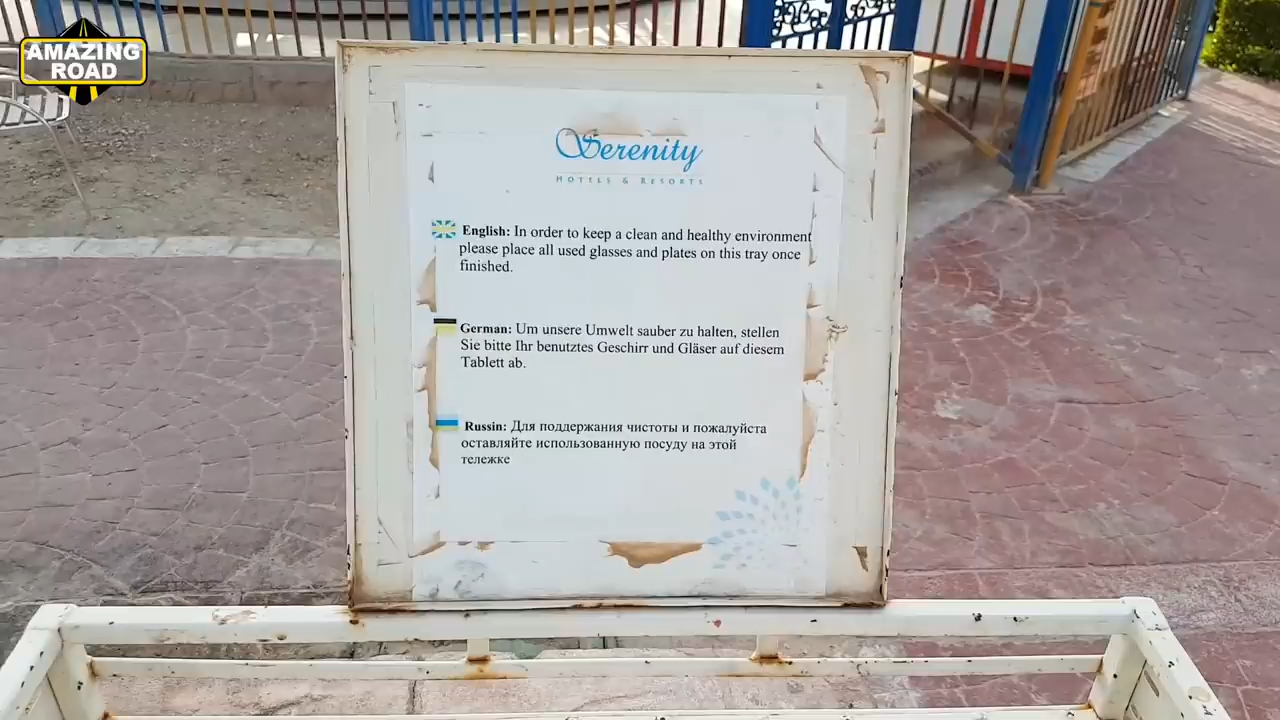 AMAZING
ROAD
Serenity
HOTELS & RESORTS
English: In order to keep a clean and healthy environment
please place all used glasses and plates on this tray once
finished.
German: Um unsere Umwelt sauber zu halten, stellen
Sie bitte Ihr benutztes Geschirr und Gläser auf diesem
Tablett ab.
Russin: Для поддержания чистоты и пожалуйста
оставляйте использованную посуду на этой
тележке